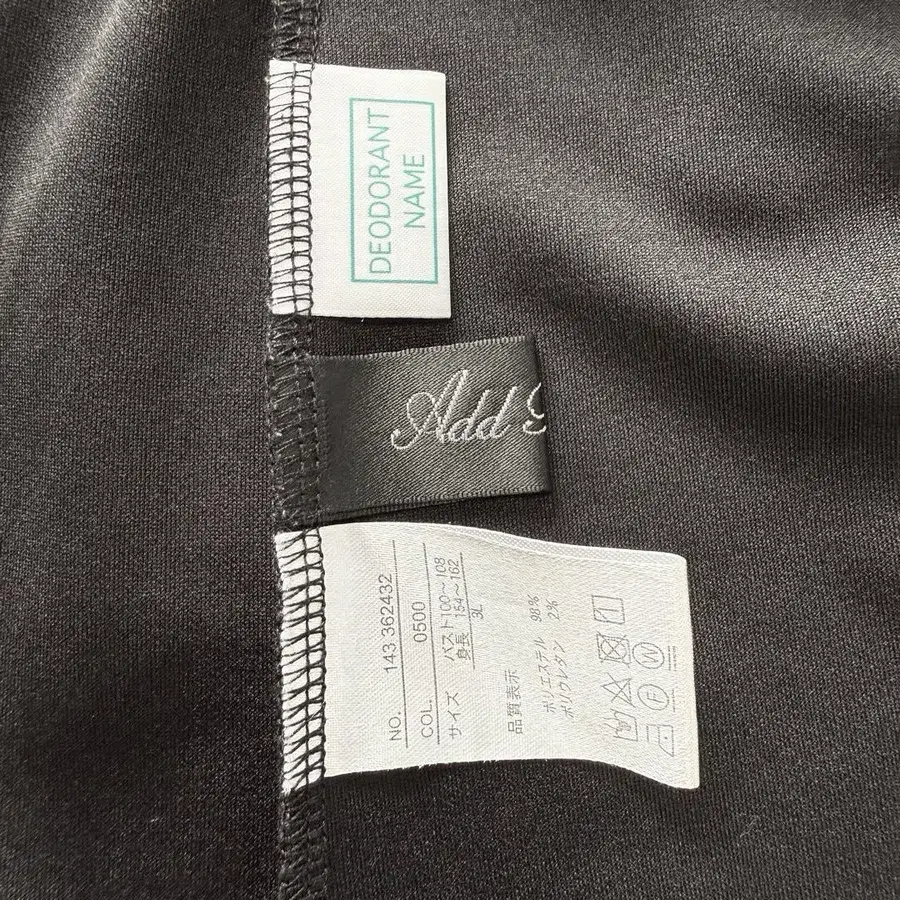 DEODORANT
NAME
Add
NO. 143 362432
COL. 0500
サイズ バスト100〜108
身長 154〜162
3L
品質表示
ポリエステル 98%
ポリウレタン 2%
F W